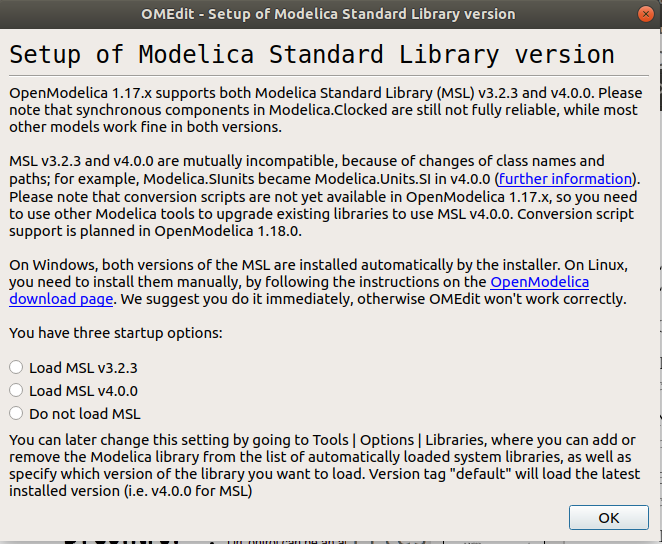 OMEdit - Setup of Modelica Standard Library version
Setup of Modelica Standard Library version
OpenModelica 1.17.x supports both Modelica Standard Library (MSL) v3.2.3 and v4.0.0. Please
note that synchronous components in Modelica.Clocked are still not fully reliable, while most
other models work fine in both versions.
MSL v3.2.3 and v4.0.0 are mutually incompatible, because of changes of class names and
paths; for example, Modelica.SIunits became Modelica.Units.SI in v4.0.0 (further information).
Please note that conversion scripts are not yet available in OpenModelica 1.17.x, so you need
to use other Modelica tools to upgrade existing libraries to use MSL v4.0.0. Conversion script
support is planned in OpenModelica 1.18.0.
On Windows, both versions of the MSL are installed automatically by the installer. On Linux,
you need to install them manually, by following the instructions on the OpenModelica
download page. We suggest you do it immediately, otherwise OMEdit won't work correctly.
You have three startup options:
Load MSL v3.2.3
Load MSL v4.0.0
Do not load MSL
You can later change this setting by going to Tools | Options | Libraries, where you can add or
remove the Modelica library from the list of automatically loaded system libraries, as well as
specify which version of the library you want to load. Version tag "default" will load the latest
installed version (i.e. v4.0.0 for MSL)
OK